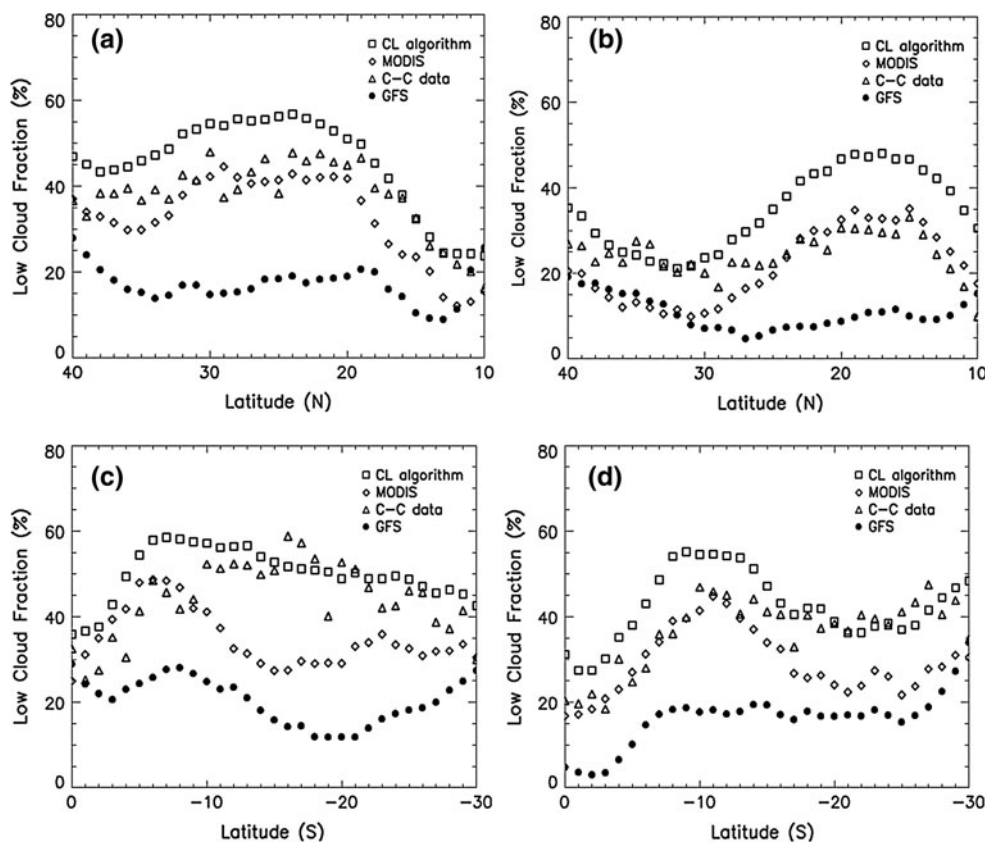 (a)
CL algorithm
MODIS
C-C data
GFS
Low Cloud Fraction (%)
80
60
40
20
0
40 30 20 10
Latitude (N)
(b)
CL algorithm
MODIS
C-C data
GFS
Low Cloud Fraction (%)
80
60
40
20
0
40 30 20 10
Latitude (N)
(c)
CL algorithm
MODIS
C-C data
GFS
Low Cloud Fraction (%)
80
60
40
20
0
0 -10 -20 -30
Latitude (S)
(d)
CL algorithm
MODIS
C-C data
GFS
Low Cloud Fraction (%)
80
60
40
20
0
0 -10 -20 -30
Latitude (S)